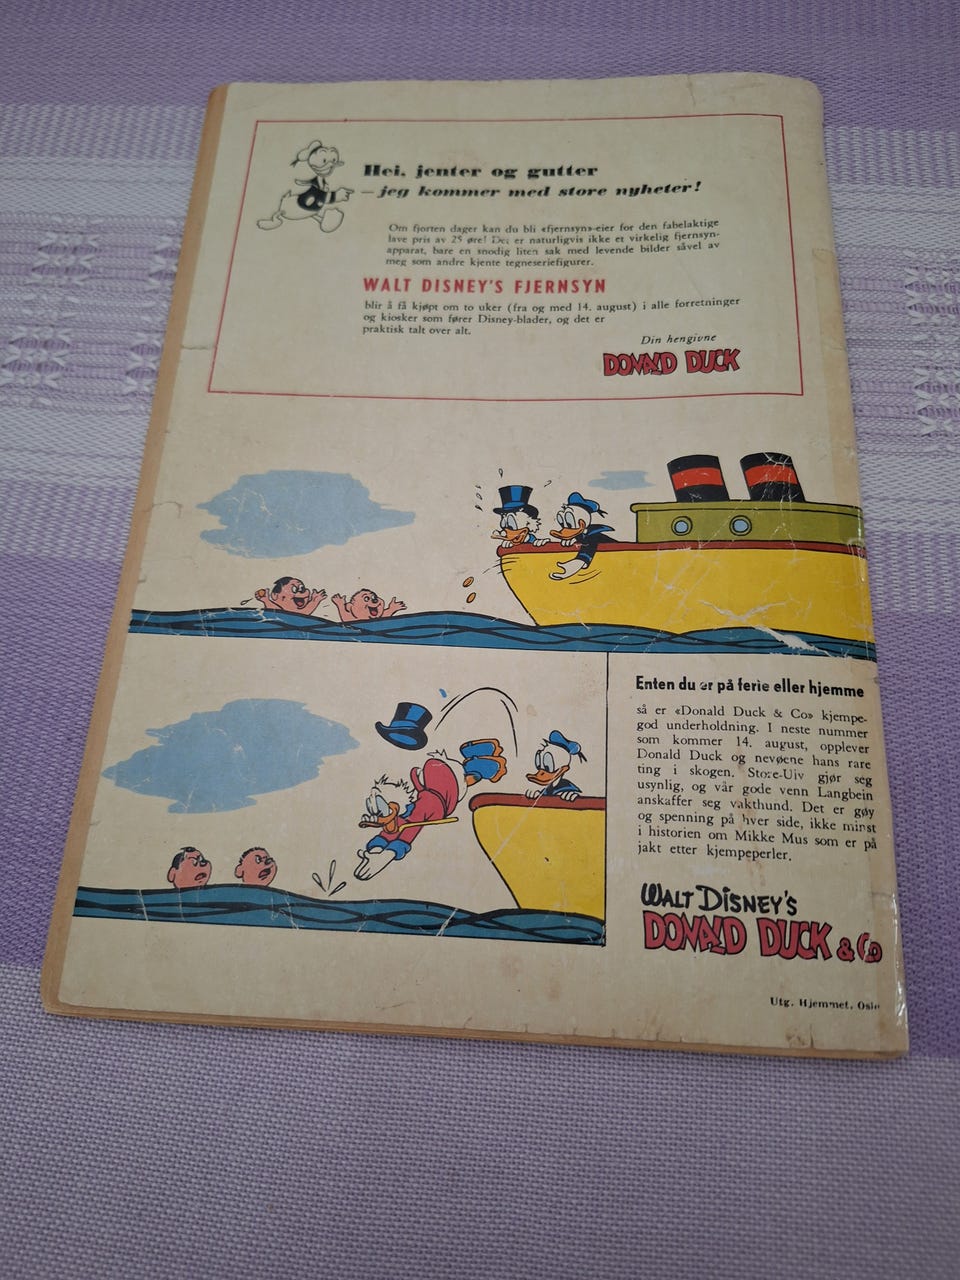 Hei, jenter og gutter
– jeg kommer med store nyheter!
Om fjorten dager kan du bli «fjernsyn»-eier for den fabelaktige
lave pris av 25 øre! Det er naturligvis ikke et virkelig fjernsyn-
apparat, bare en snodig liten sak med levende bilder såvel av
meg som andre kjente tegneseriefigurer.
WALT DISNEY'S FJERNSYN
blir å få kjøpt om to uker (fra og med 14. august) i alle forretninger
og kiosker som fører Disney-blader, og det er
praktisk talt over alt.
Din hengivne
DONALD DUCK
Enten du er på ferie eller hjemme
så er «Donald Duck & Co» kjempe-
god underholdning. I neste nummer
som kommer 14. august, opplever
Donald Duck og nevøene hans rare
ting i skogen. Store-Ulv gjør seg
usynlig, og vår gode venn Langbein
anskaffer seg vakthund. Det er gøy
og spenning på hver side, ikke minst
i historien om Mikke Mus som er på
jakt etter kjempeperler.
WALT DISNEY'S
DONALD DUCK & Co
Utg. Hjemmet, Oslo